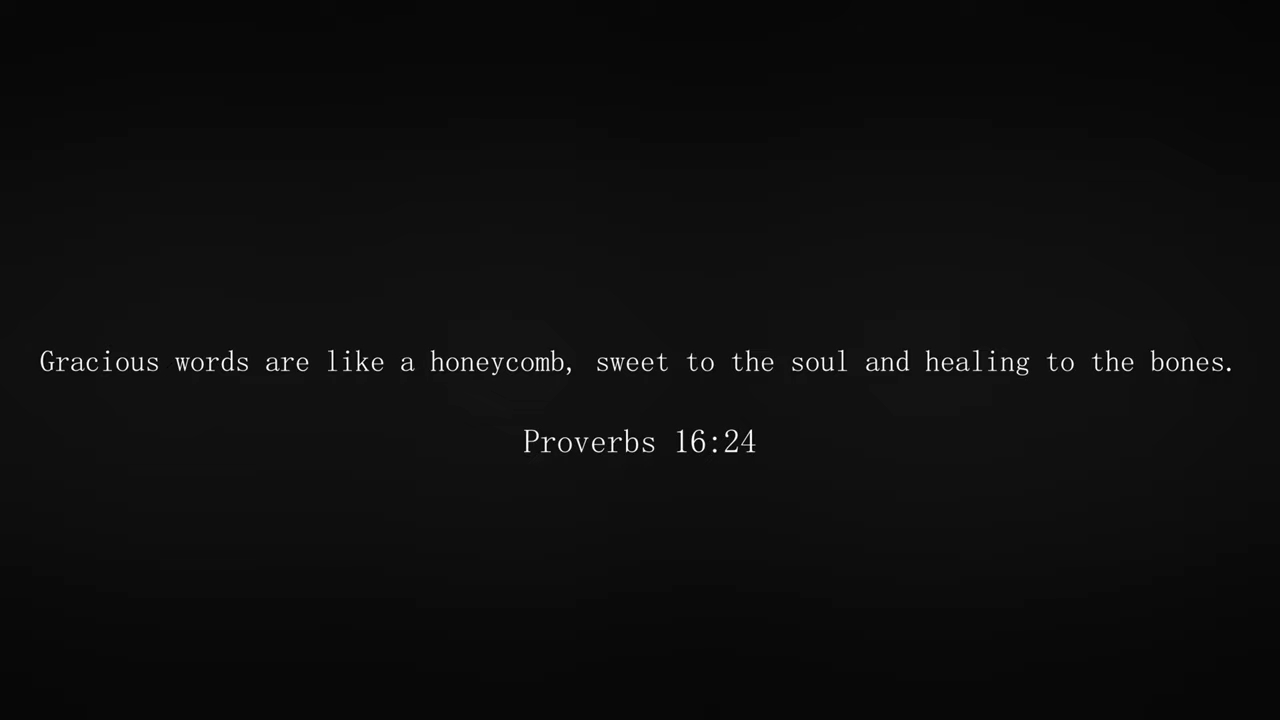 Gracious words are like a honeycomb, sweet to the soul and healing to the bones.
Proverbs 16:24